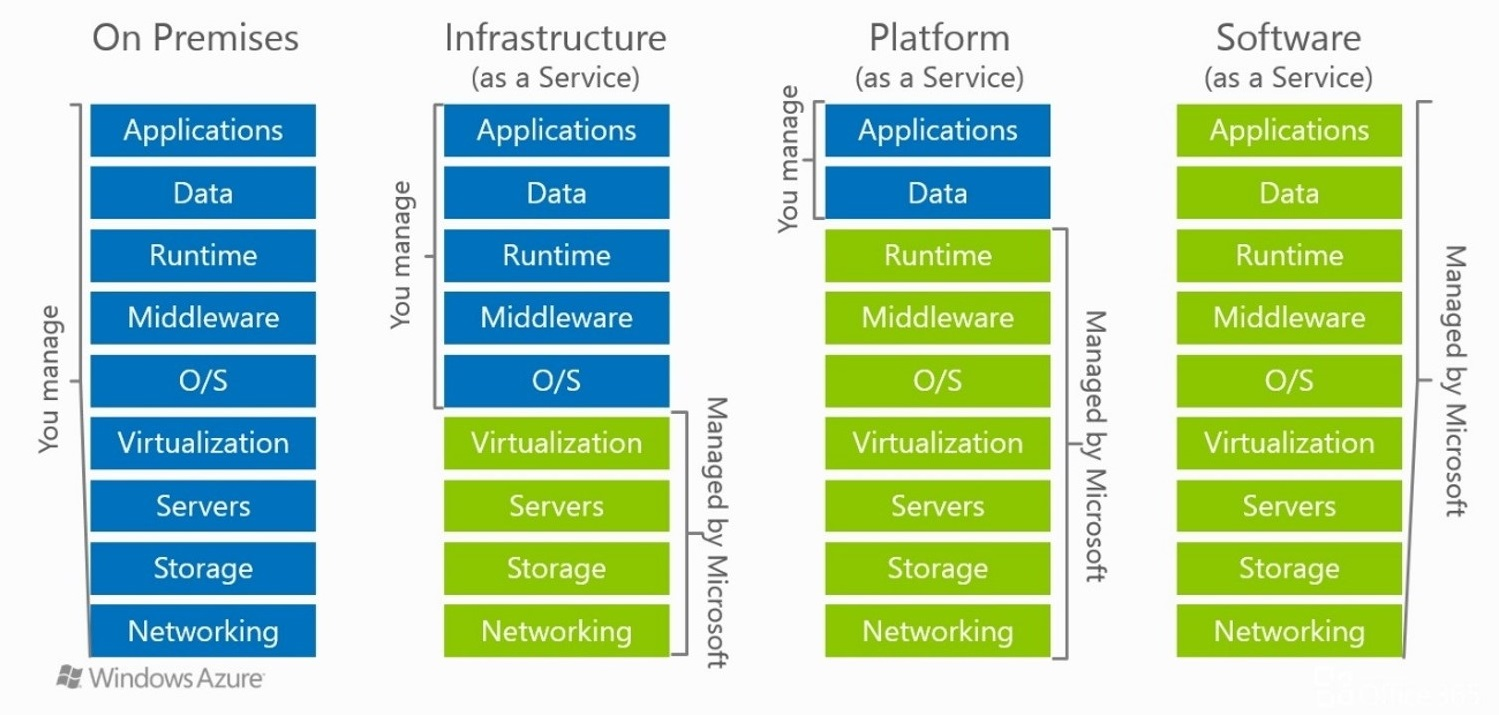 On Premises
You manage
Applications
Data
Runtime
Middleware
O/S
Virtualization
Servers
Storage
Networking
Infrastructure
(as a Service)
You manage
Applications
Data
Runtime
Middleware
O/S
Virtualization
Servers
Storage
Networking
Managed by Microsoft
Platform
(as a Service)
You manage
Applications
Data
Runtime
Middleware
O/S
Virtualization
Servers
Storage
Networking
Managed by Microsoft
Software
(as a Service)
Applications
Data
Runtime
Middleware
O/S
Virtualization
Servers
Storage
Networking
Managed by Microsoft
Windows Azure